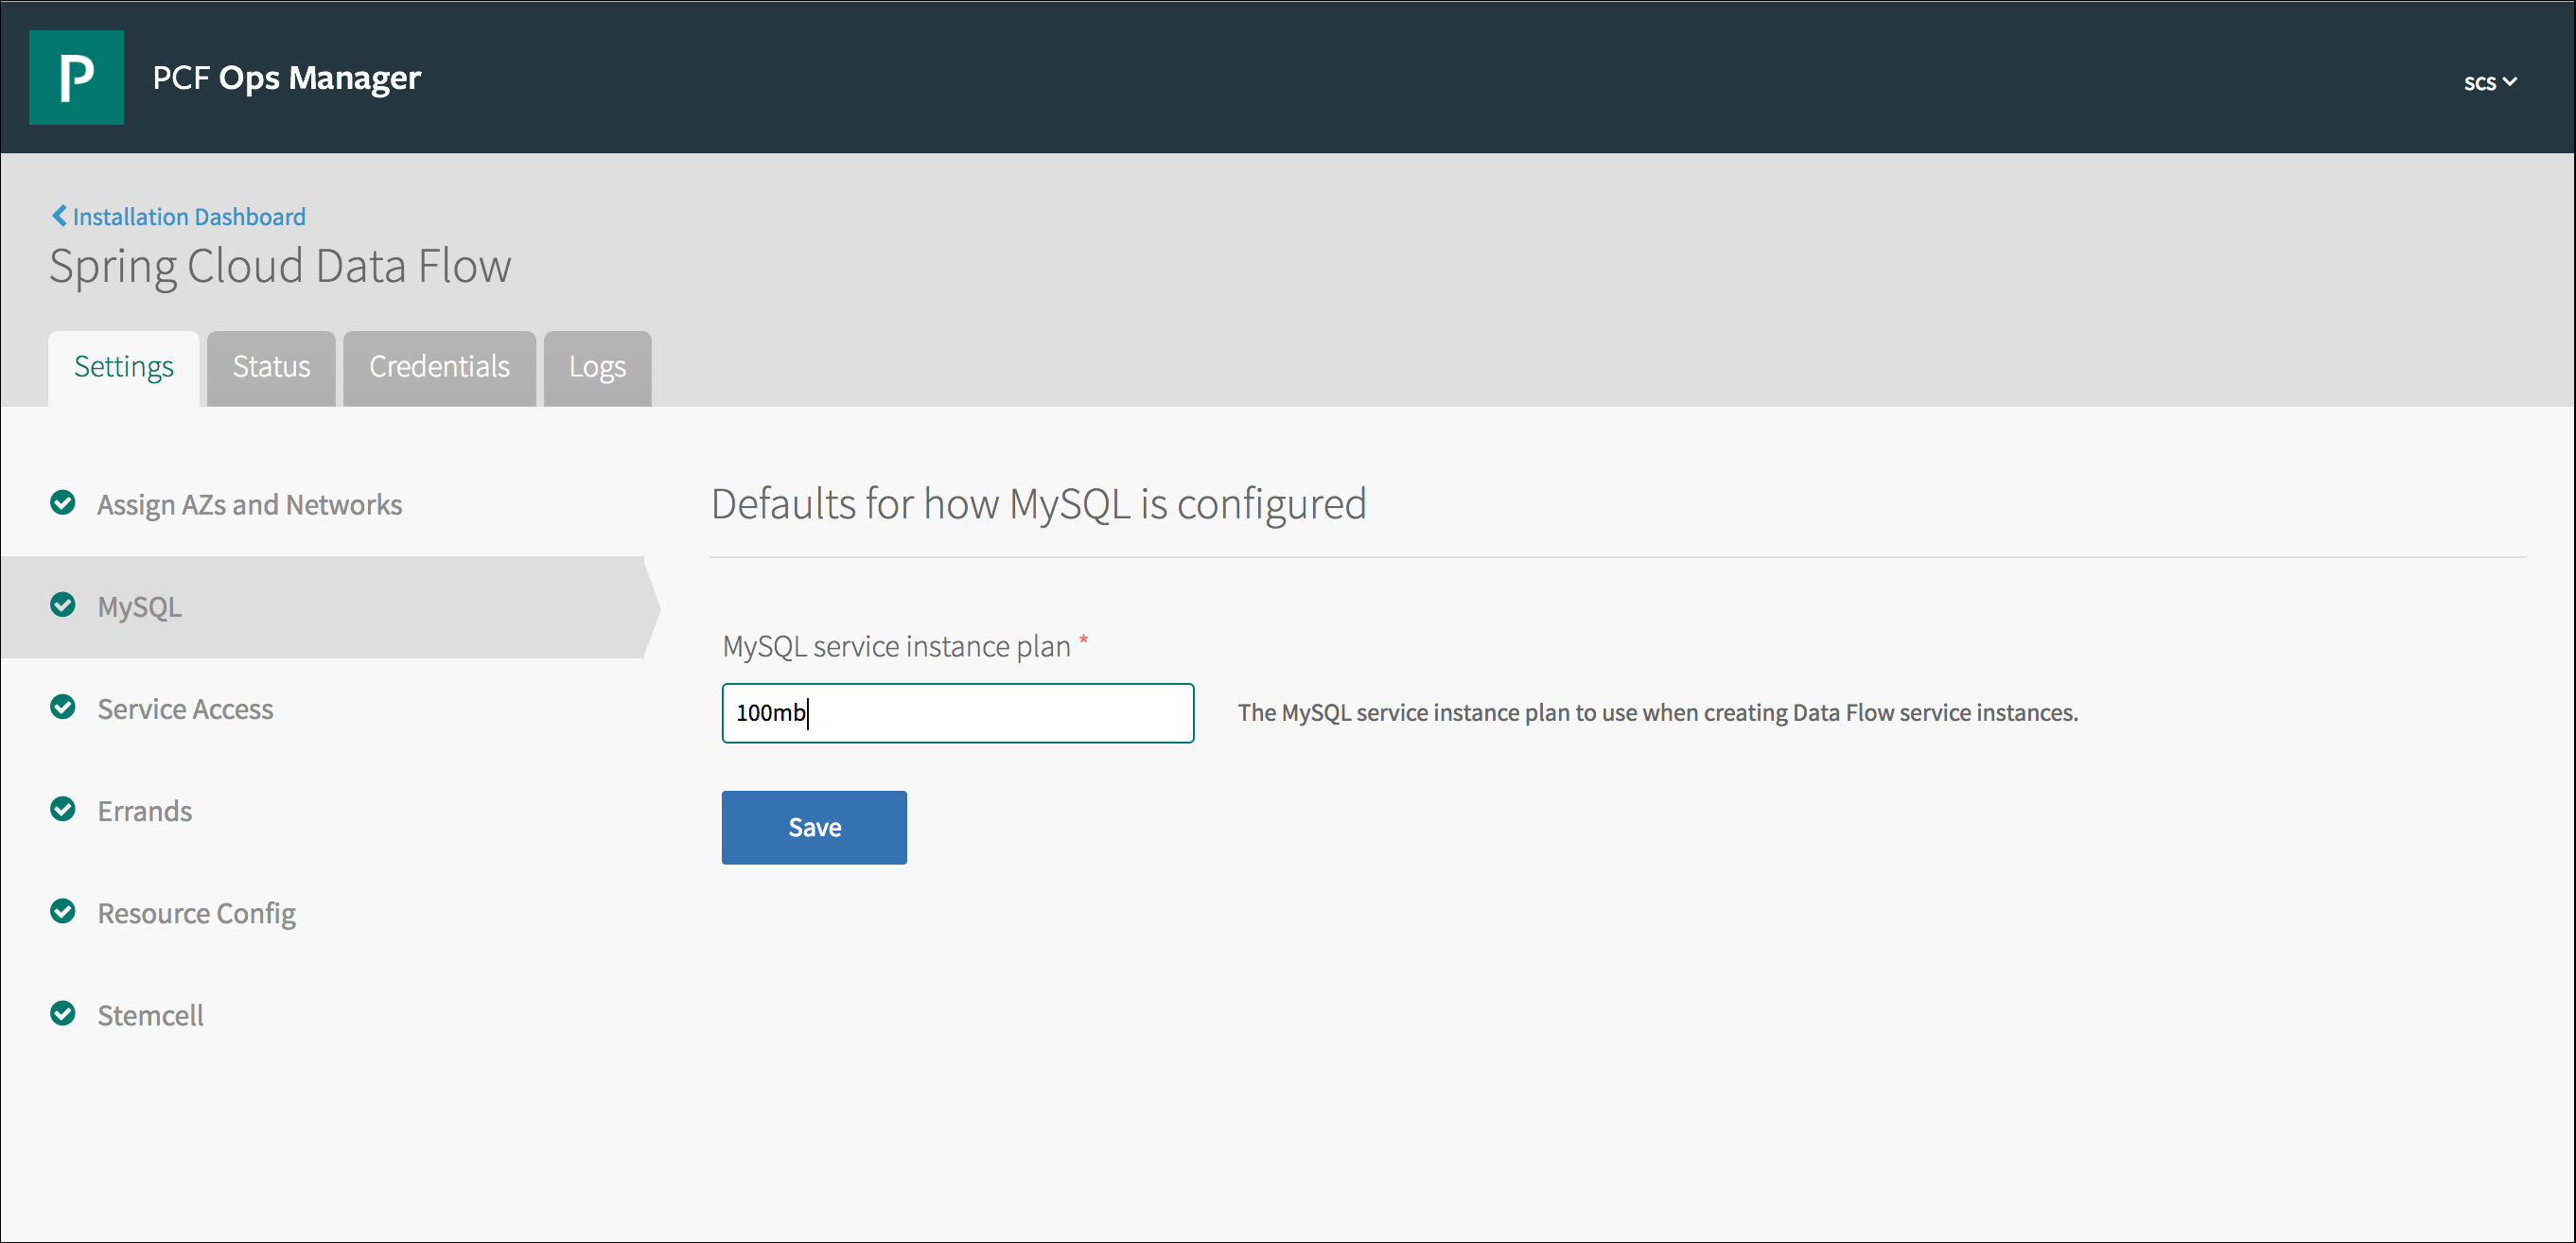 P
PCF Ops Manager
scs
Installation Dashboard
Spring Cloud Data Flow
Settings
Status
Credentials
Logs
Assign AZs and Networks
MySQL
Service Access
Errands
Resource Config
Stemcell
Defaults for how MySQL is configured
MySQL service instance plan *
100mb
The MySQL service instance plan to use when creating Data Flow service instances.
Save